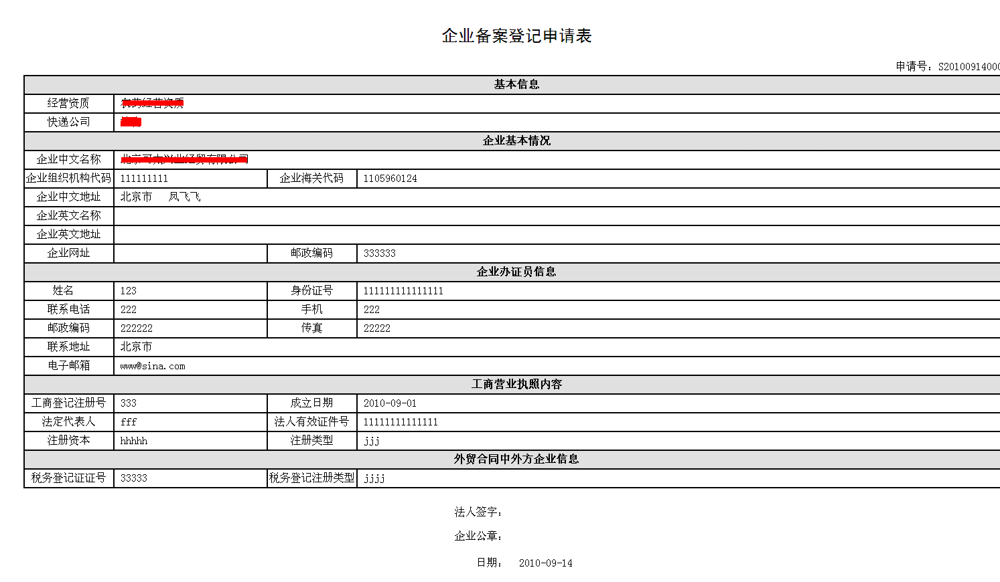 企业备案登记申请表
申请号：S2010091400
基本信息
经营资质
快递公司
企业基本情况
企业中文名称
企业组织机构代码 111111111 企业海关代码 1105960124
企业中文地址 北京市 凤飞飞
企业英文名称
企业英文地址
企业网址 邮政编码 333333
企业办证员信息
姓名 123 身份证号 111111111111111
联系电话 222 手机 222
邮政编码 222222 传真 22222
联系地址 北京市
电子邮箱 www@sina.com
工商营业执照内容
工商登记注册号 333 成立日期 2010-09-01
法定代表人 fff 法人有效证件号 11111111111111
注册资本 hhhhh 注册类型 jjj
外贸合同中外方企业信息
税务登记证证号 33333 税务登记注册类型 jjjj
法人签字：
企业公章：
日期： 2010-09-14